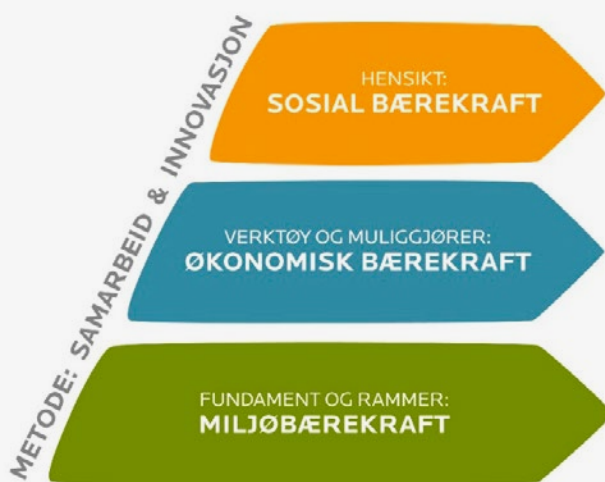 METODE: SAMARBEID & INNOVASJON
HENSIKT:
SOSIAL BÆREKRAFT
VERKTØY OG MULIGGJØRER:
ØKONOMISK BÆREKRAFT
FUNDAMENT OG RAMMER:
MILJØBÆREKRAFT